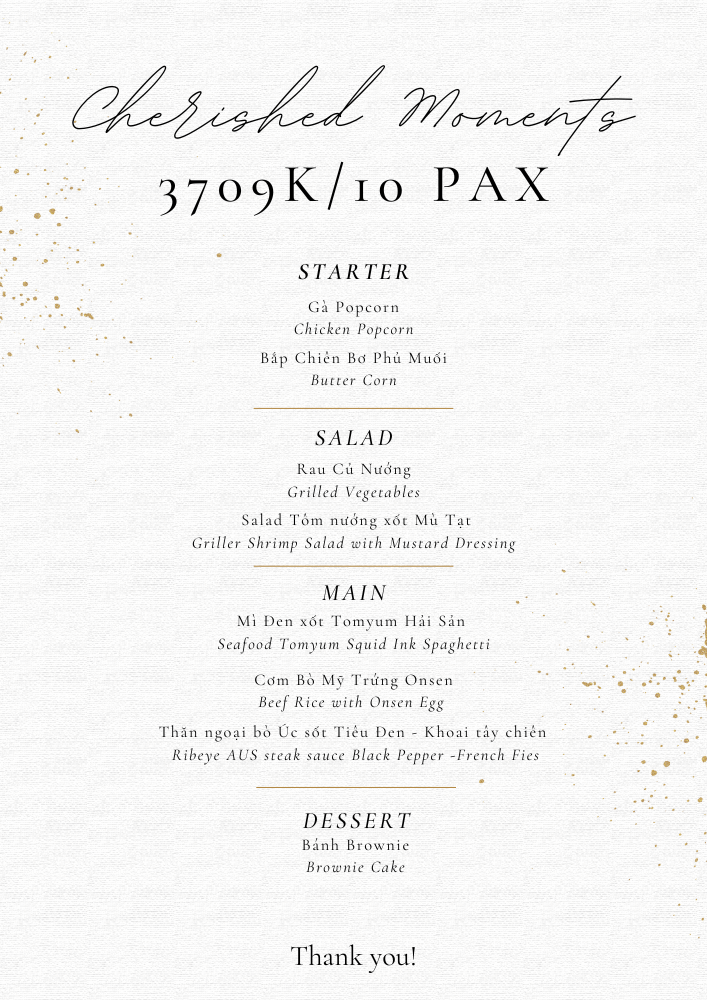 Cherished Moments
3709K/10 PAX
STARTER
Gà Popcorn
Chicken Popcorn
Bắp Chiên Bơ Phủ Muối
Butter Corn
SALAD
Rau Củ Nướng
Grilled Vegetables
Salad Tôm nướng xốt Mù Tạt
Griller Shrimp Salad with Mustard Dressing
MAIN
Mì Đen xốt Tomyum Hải Sản
Seafood Tomyum Squid Ink Spaghetti
Cơm Bò Mỹ Trứng Onsen
Beef Rice with Onsen Egg
Thăn ngoại bò Úc sốt Tiêu Đen - Khoai tây chiên
Ribeye AUS steak sauce Black Pepper -French Fies
DESSERT
Bánh Brownie
Brownie Cake
Thank you!